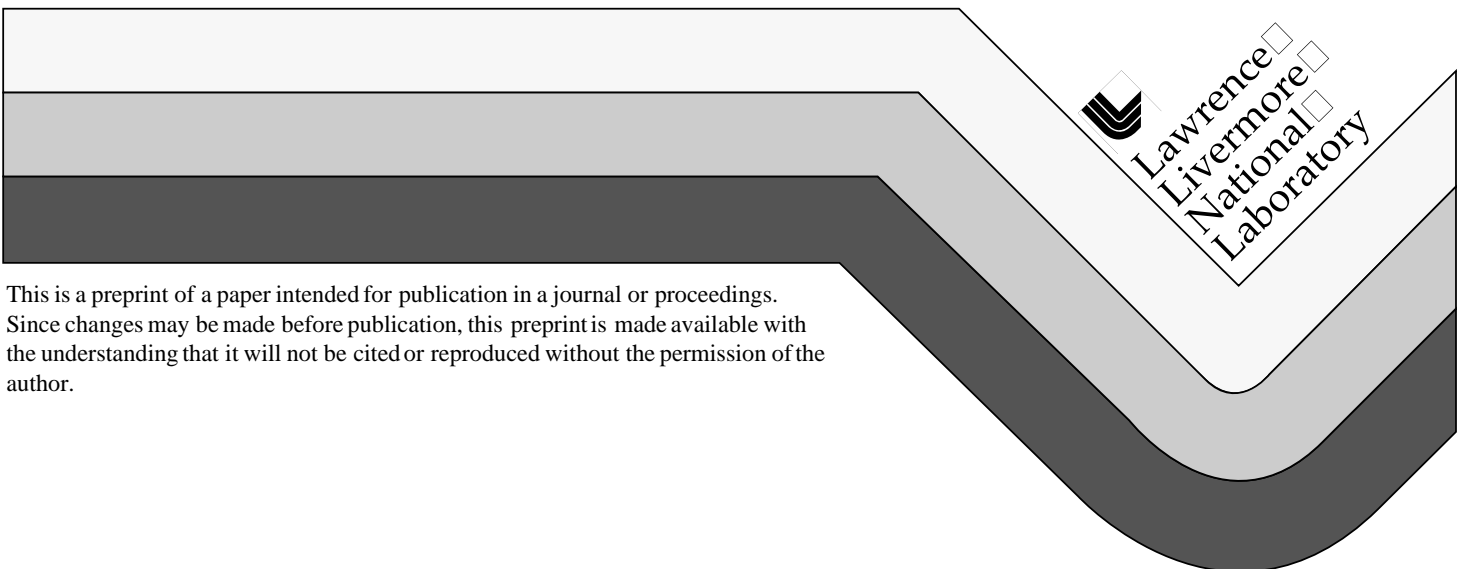 Lawrence
Livermore
National
Laboratory
This is a preprint of a paper intended for publication in a journal or proceedings.
Since changes may be made before publication, this preprint is made available with
the understanding that it will not be cited or reproduced without the permission of the
author.